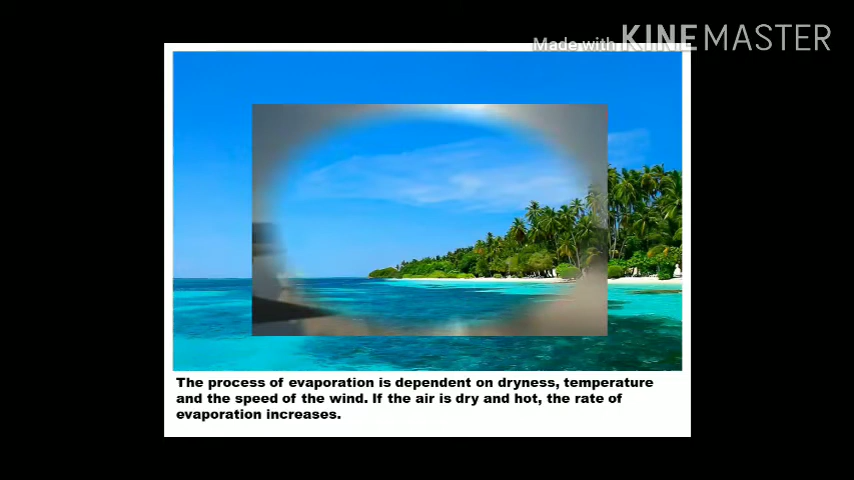 Made with KINEMASTER
The process of evaporation is dependent on dryness, temperature
and the speed of the wind. If the air is dry and hot, the rate of
evaporation increases.